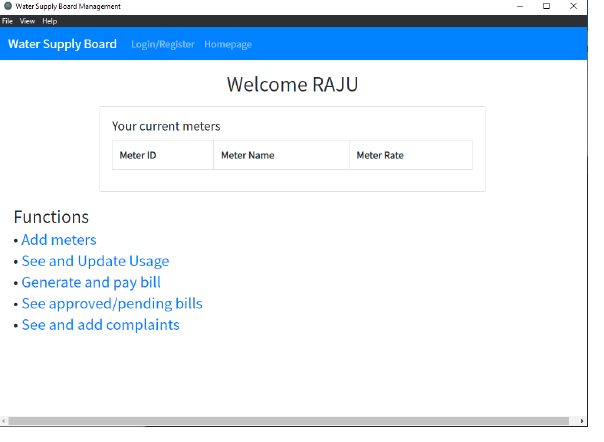 Water Supply Board Management
File View Help
Water Supply Board Login/Register Homepage
Welcome RAJU
Your current meters
Meter ID Meter Name Meter Rate
Functions
• Add meters
• See and Update Usage
• Generate and pay bill
• See approved/pending bills
• See and add complaints